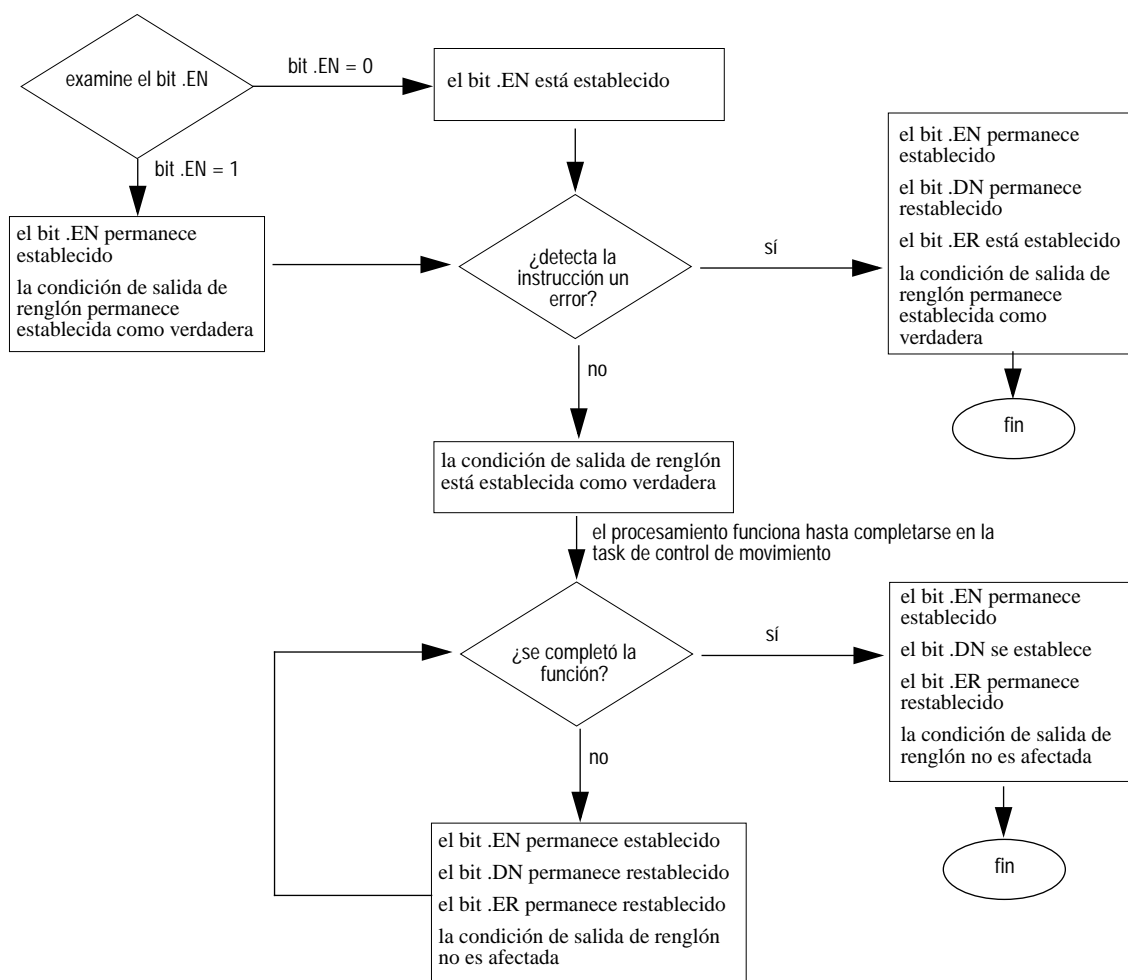 examine el bit .EN
bit .EN = 0
el bit .EN está establecido
bit .EN = 1
el bit .EN permanece
establecido
la condición de salida de
renglón permanece
establecida como verdadera
¿detecta la
instrucción un
error?
sí
el bit .EN permanece
establecido
el bit .DN permanece
restablecido
el bit .ER está establecido
la condición de salida de
renglón permanece
establecida como
verdadera
fin
no
la condición de salida de renglón
está establecida como verdadera
el procesamiento funciona hasta completarse en la
task de control de movimiento
¿se completó la
función?
sí
el bit .EN permanece
establecido
el bit .DN se establece
el bit .ER permanece
restablecido
la condición de salida de
renglón no es afectada
fin
no
el bit .EN permanece establecido
el bit .DN permanece restablecido
el bit .ER permanece restablecido
la condición de salida de renglón
no es afectada